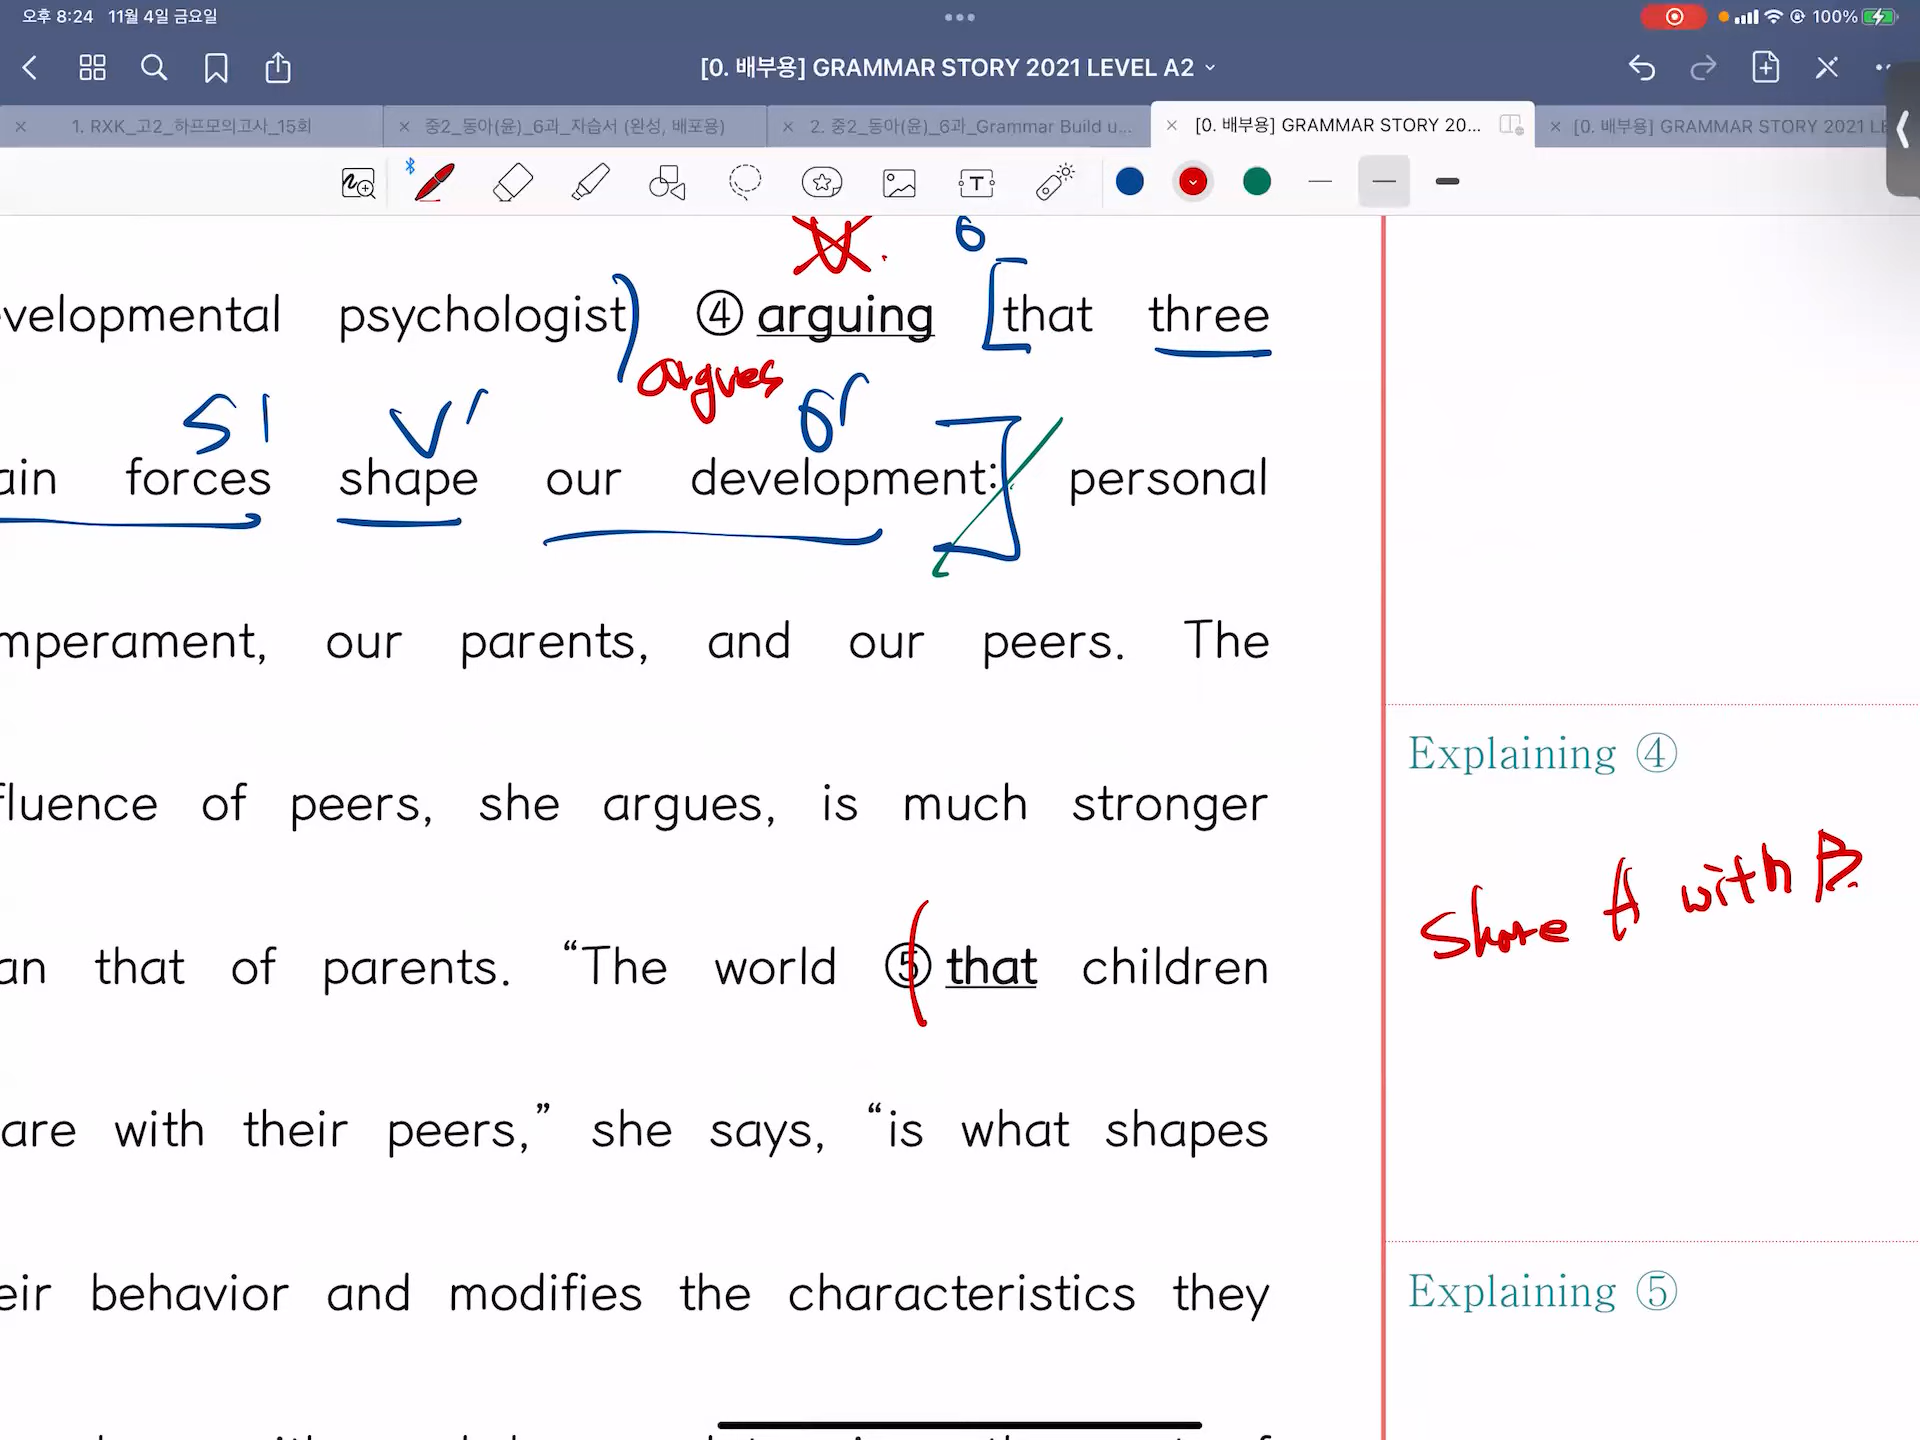 오후 8:24 11월 4일 금요일
100%
[0. 배부용] GRAMMAR STORY 2021 LEVEL A2
1. RXK_고2_하프모의고사_15회
중2_동아(윤)_6과_자습서 (완성, 배포용)
2. 중2_동아(윤)_6과_Grammar Build u...
[0. 배부용] GRAMMAR STORY 20...
[0. 배부용] GRAMMAR STORY 2021 LE
velopmental psychologist) ④ arguing [that three
argues
S' V' O'
ain forces shape our development:] personal
mperament, our parents, and our peers. The
Explaining ④
fluence of peers, she argues, is much stronger
share A with B.
an that of parents. “The world ⑤ (that children
are with their peers,” she says, “is what shapes
eir behavior and modifies the characteristics they
Explaining ⑤